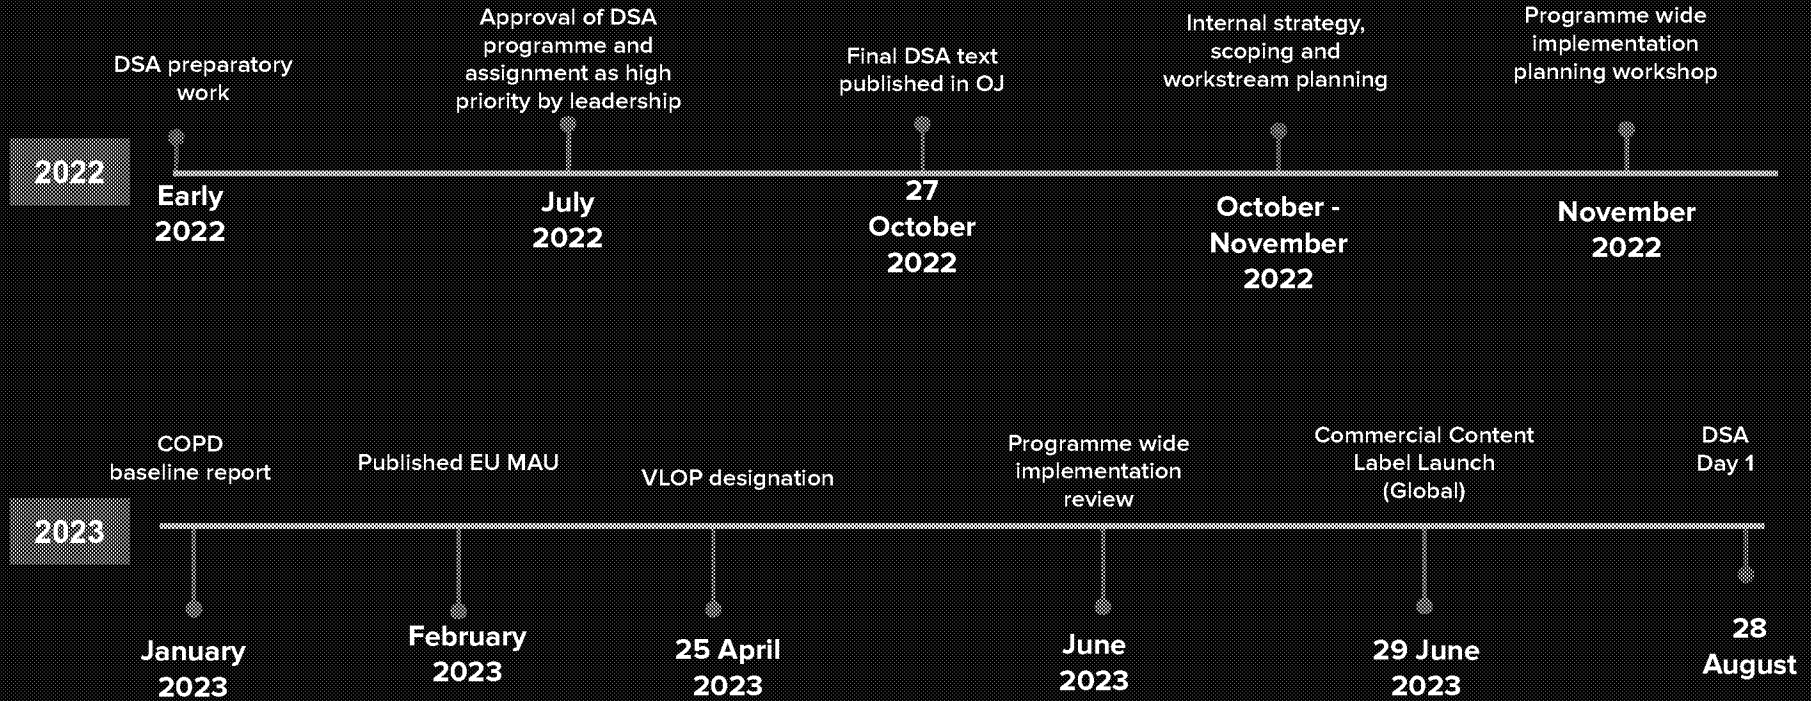 DSA preparatory
work
Approval of DSA
programme and
assignment as high
priority by leadership
Final DSA text
published in OJ
Internal strategy,
scoping and
workstream planning
Programme wide
implementation
planning workshop
2022
Early
2022
July
2022
27
October
2022
October -
November
2022
November
2022
COPD
baseline report
Published EU MAU
VLOP designation
Programme wide
implementation
review
Commercial Content
Label Launch
(Global)
DSA
Day 1
2023
January
2023
February
2023
25 April
2023
June
2023
29 June
2023
28
August